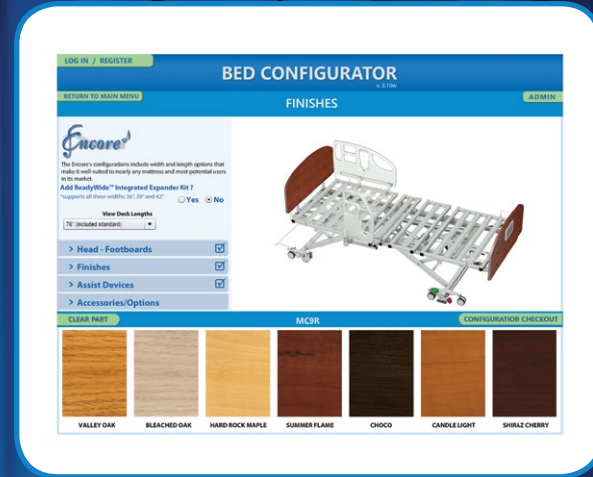 LOG IN / REGISTER
BED CONFIGURATOR
v. 3.10w
RETURN TO MAIN MENU
FINISHES
ADMIN
Encore
The Encore's configurations include width and length options that
make it well-suited to nearly any mattress and most potential users
in its market.
Add ReadyWide™ Integrated Expander Kit ?
*supports all three widths; 36", 39" and 42"
Yes No
View Deck Lengths
76" (included standard)
> Head - Footboards
> Finishes
> Assist Devices
> Accessories/Options
CLEAR PART
MC9R
CONFIGURATION CHECKOUT
VALLEY OAK BLEACHED OAK HARD ROCK MAPLE SUMMER FLAME CHOCO CANDLE LIGHT SHIRAZ CHERRY